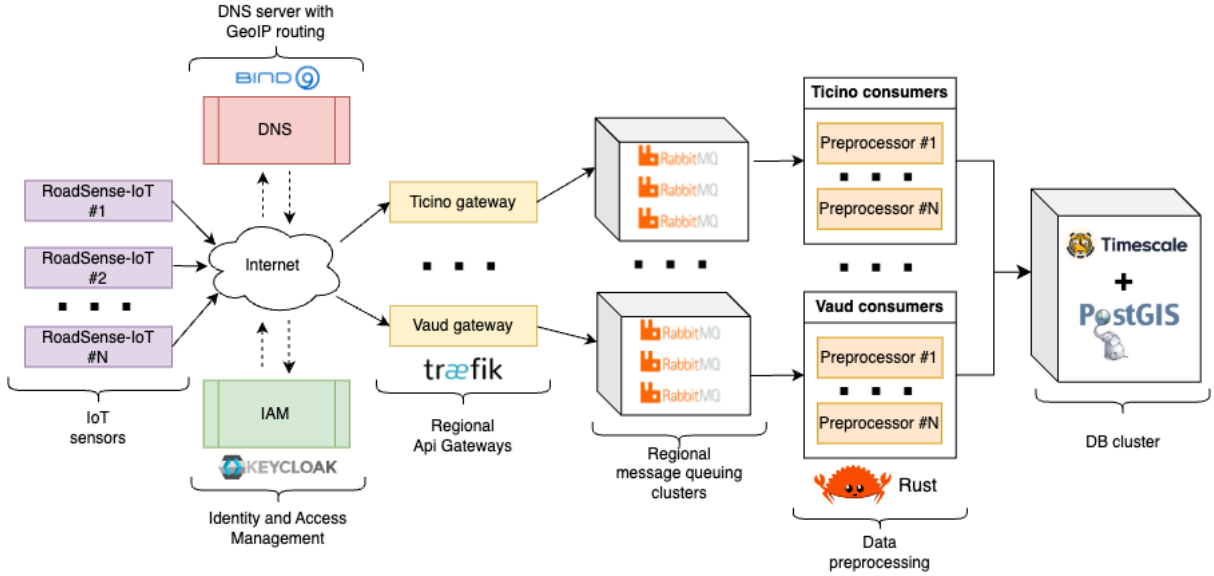 DNS server with
GeoIP routing
BIND 9
DNS
RoadSense-IoT
#1
RoadSense-IoT
#2
RoadSense-IoT
#N
IoT
sensors
Internet
IAM
KEYCLOAK
Identity and Access
Management
Ticino gateway
Vaud gateway
træfik
Regional
Api Gateways
RabbitMQ
RabbitMQ
RabbitMQ
RabbitMQ
RabbitMQ
RabbitMQ
Regional
message queuing
clusters
Ticino consumers
Preprocessor #1
Preprocessor #N
Vaud consumers
Preprocessor #1
Preprocessor #N
Rust
Data
preprocessing
Timescale
+
PostGIS
DB cluster